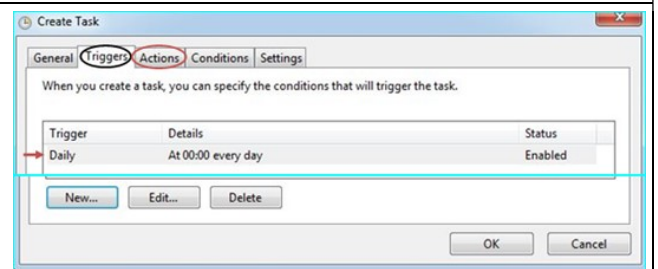 Create Task
General Triggers Actions Conditions Settings
When you create a task, you can specify the conditions that will trigger the task.
Trigger Details Status
Daily At 00:00 every day Enabled
New... Edit... Delete
OK Cancel